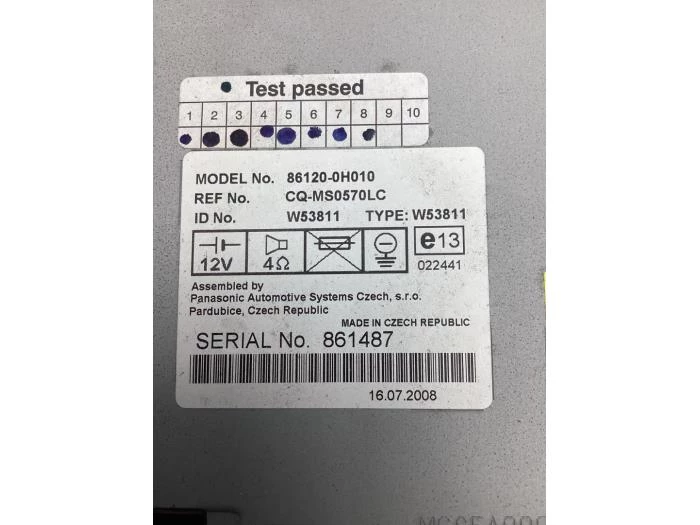 Test passed
1 2 3 4 5 6 7 8 9 10
MODEL No. 86120-0H010
REF No. CQ-MS0570LC
ID No. W53811 TYPE: W53811
12V 4Ω e13
022441
Assembled by
Panasonic Automotive Systems Czech, s.r.o.
Pardubice, Czech Republic
MADE IN CZECH REPUBLIC
SERIAL No. 861487
16.07.2008